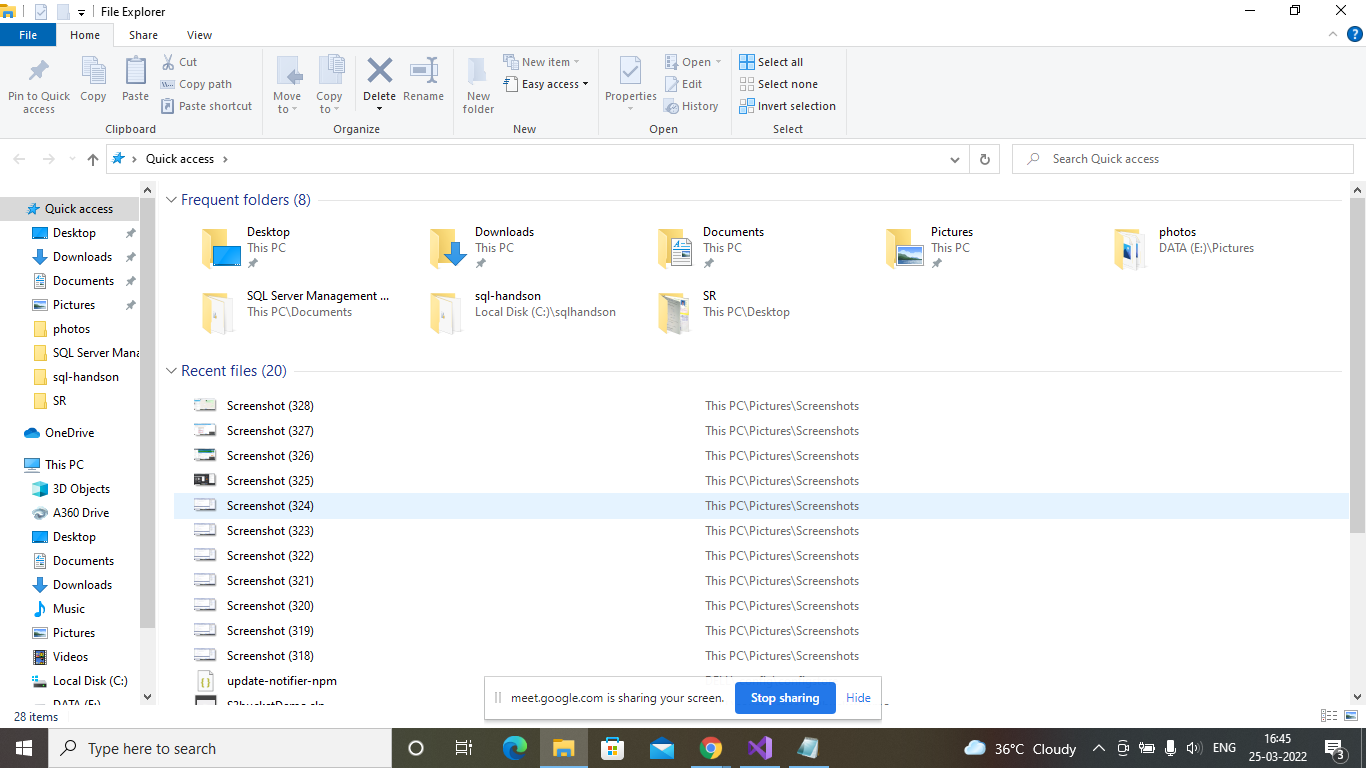 File Explorer
File Home Share View
Pin to Quick access
Copy
Paste
Cut
Copy path
Paste shortcut
Clipboard
Move to
Copy to
Delete
Rename
Organize
New folder
New item
Easy access
New
Properties
Open
Edit
History
Open
Select all
Select none
Invert selection
Select
Quick access
Search Quick access
Quick access
Desktop
Downloads
Documents
Pictures
photos
SQL Server Mana
sql-handson
SR
OneDrive
This PC
3D Objects
A360 Drive
Desktop
Documents
Downloads
Music
Pictures
Videos
Local Disk (C:)
DATA (E:)
Frequent folders (8)
Desktop
This PC
Downloads
This PC
Documents
This PC
Pictures
This PC
photos
DATA (E:)\Pictures
SQL Server Management ...
This PC\Documents
sql-handson
Local Disk (C:)\sqlhandson
SR
This PC\Desktop
Recent files (20)
Screenshot (328) This PC\Pictures\Screenshots
Screenshot (327) This PC\Pictures\Screenshots
Screenshot (326) This PC\Pictures\Screenshots
Screenshot (325) This PC\Pictures\Screenshots
Screenshot (324) This PC\Pictures\Screenshots
Screenshot (323) This PC\Pictures\Screenshots
Screenshot (322) This PC\Pictures\Screenshots
Screenshot (321) This PC\Pictures\Screenshots
Screenshot (320) This PC\Pictures\Screenshots
Screenshot (319) This PC\Pictures\Screenshots
Screenshot (318) This PC\Pictures\Screenshots
update-notifier-npm
meet.google.com is sharing your screen. Stop sharing Hide
28 items
Type here to search
36°C Cloudy
ENG
16:45
25-03-2022
3